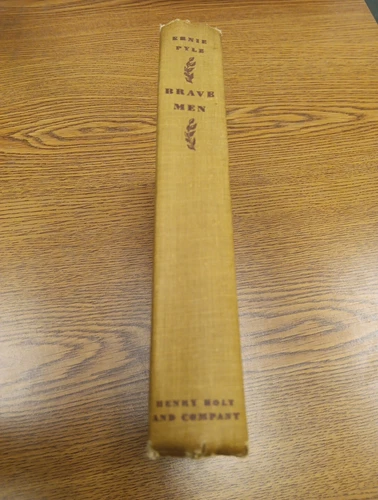 ERNIE
PYLE
BRAVE
MEN
HENRY HOLT
AND COMPANY